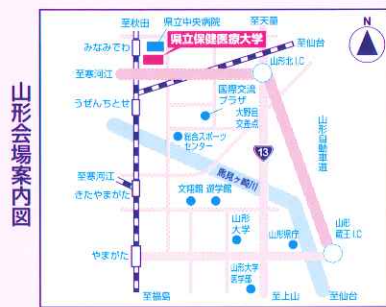 山形会場案内図
至秋田
県立中央病院
至天童
N
みなみでわ
県立保健医療大学
至仙台
至寒河江
山形北I.C
うぜんちとせ
国際交流
プラザ
大野目
交差点
総合スポーツ
センター
13
山形自動車道
馬見ヶ崎川
至寒河江
きたやまがた
文翔館
遊学館
山形
大学
山形県庁
山形
蔵王I.C
やまがた
山形大学
医学部
至福島
至上山
至仙台